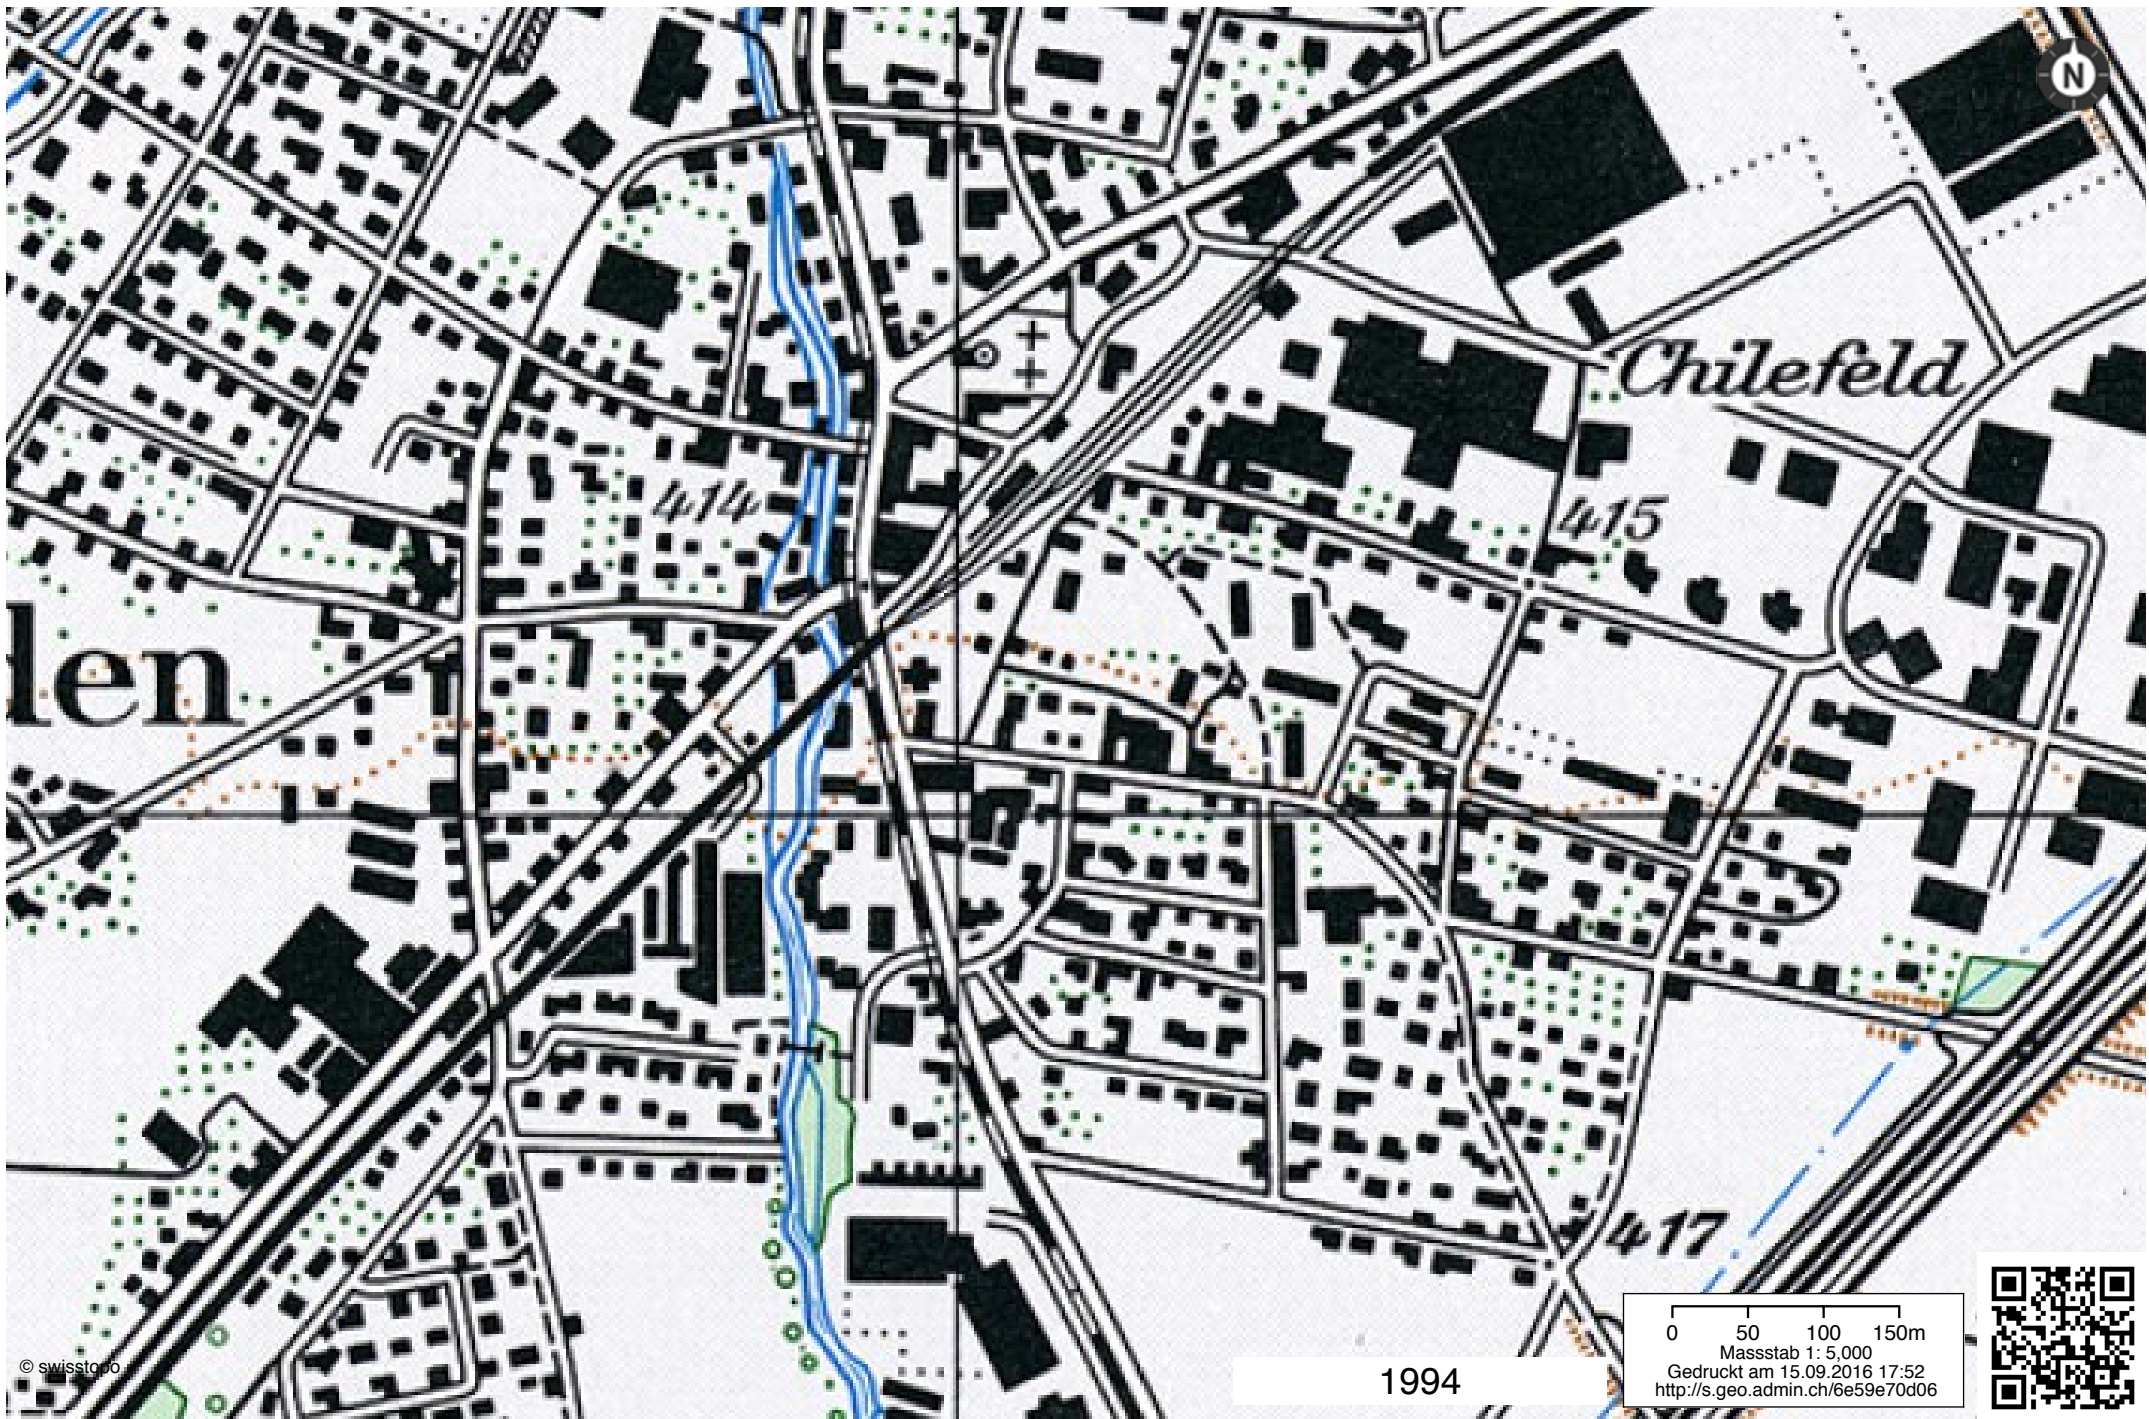 N
Chilefeld
414
415
den
417
0 50 100 150m
Massstab 1: 5,000
Gedruckt am 15.09.2016 17:52
http://s.geo.admin.ch/6e59e70d06
© swisstopo
1994